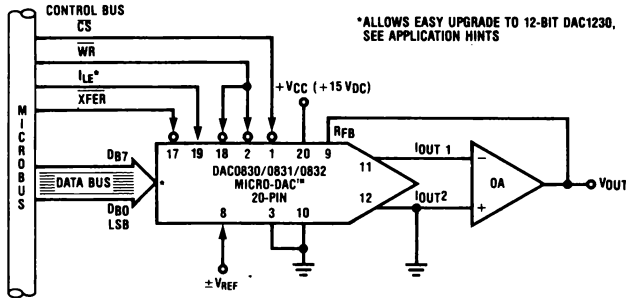 CONTROL BUS
CS
WR
ILE*
XFER
*ALLOWS EASY UPGRADE TO 12-BIT DAC1230,
SEE APPLICATION HINTS
+VCC (+15 VDC)
MICROBUS
DB7
DATA BUS
DB0
LSB
17 19 18 2 1 20 9
RFB
DAC0830/0831/0832
MICRO-DAC™
20-PIN
*
8 3 10
11
12
IOUT 1
IOUT2
−
+
OA
VOUT
±VREF